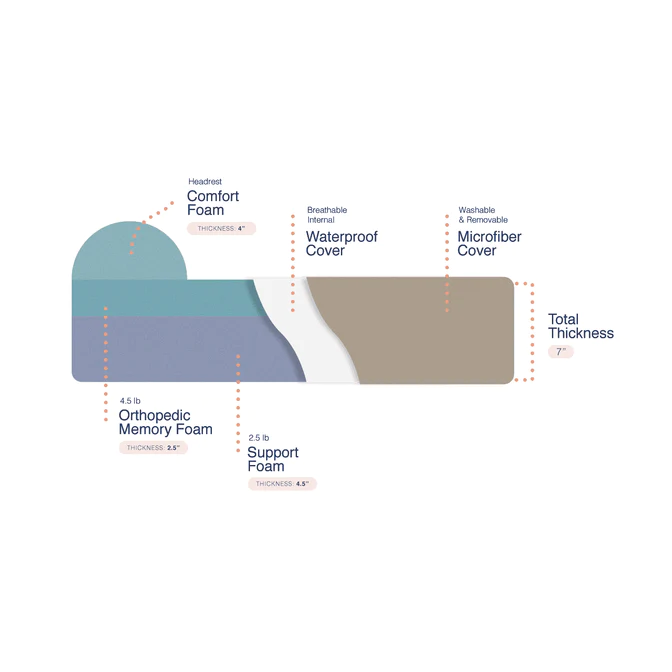 Headrest
Comfort
Foam
THICKNESS: 4"
Breathable
Internal
Waterproof
Cover
Washable
& Removable
Microfiber
Cover
Total
Thickness
7"
4.5 lb
Orthopedic
Memory Foam
THICKNESS: 2.5"
2.5 lb
Support
Foam
THICKNESS: 4.5"